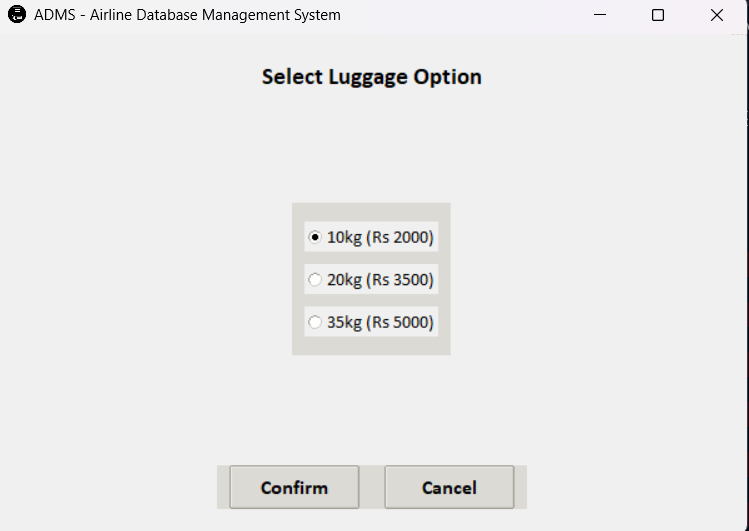 ADMS - Airline Database Management System
Select Luggage Option
10kg (Rs 2000)
20kg (Rs 3500)
35kg (Rs 5000)
Confirm Cancel